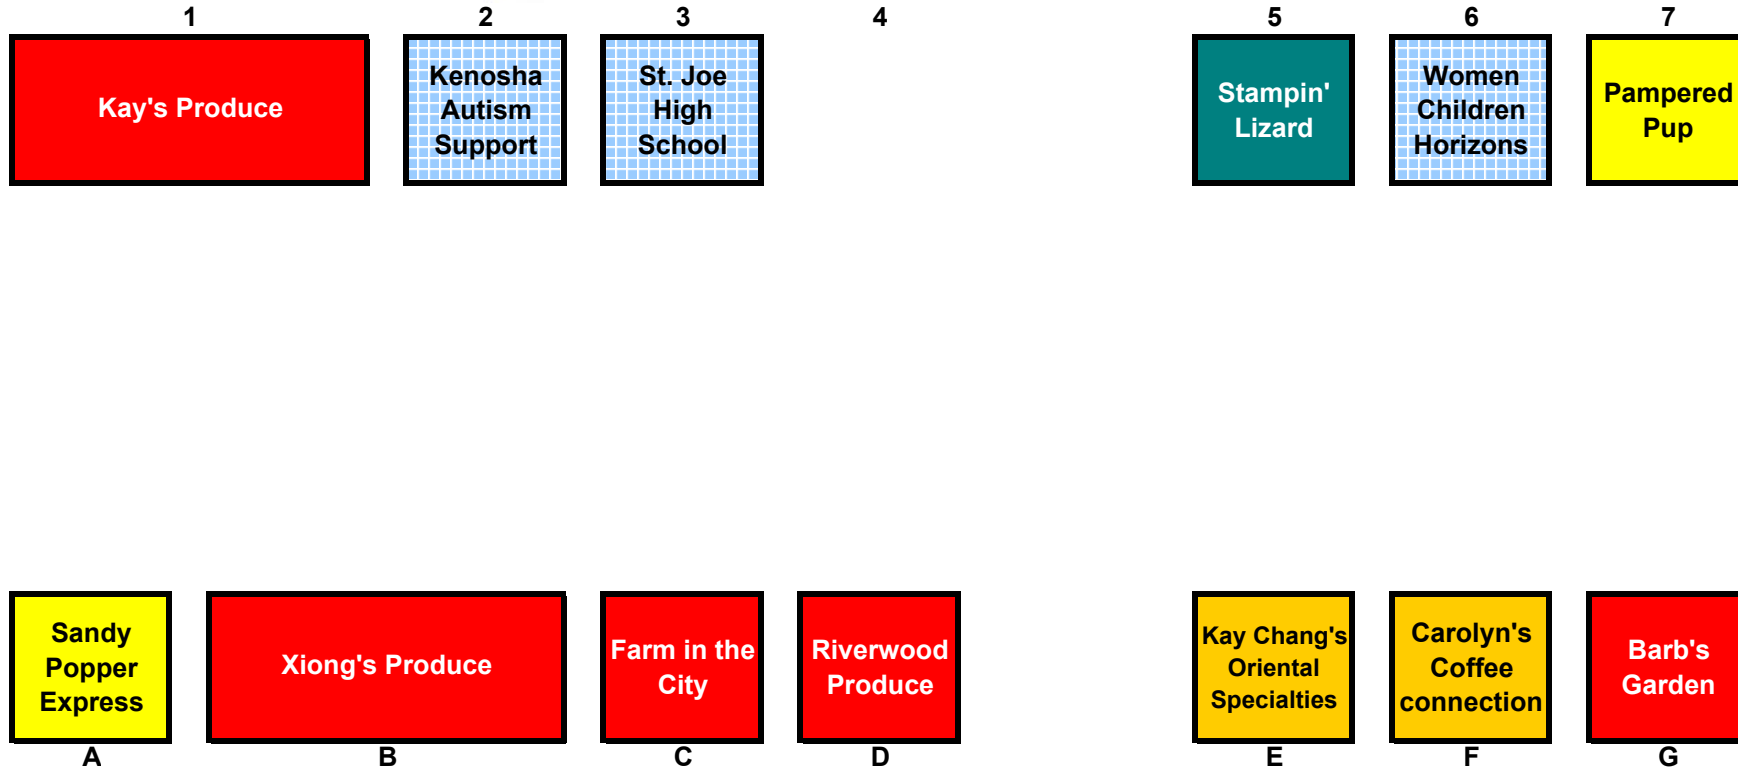 1 2 3 4 5 6 7
Kay's Produce
Kenosha
Autism
Support
St. Joe
High
School
Stampin'
Lizard
Women
Children
Horizons
Pampered
Pup
Sandy
Popper
Express
Xiong's Produce
Farm in the
City
Riverwood
Produce
Kay Chang's
Oriental
Specialties
Carolyn's
Coffee
connection
Barb's
Garden
A B C D E F G